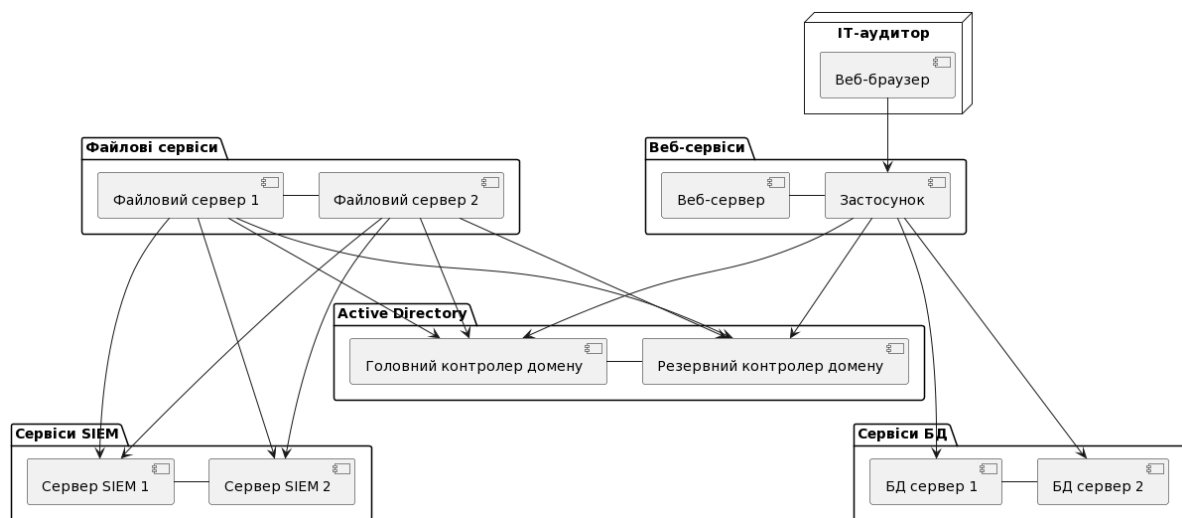 ІТ-аудитор
Веб-браузер
Файлові сервіси
Файловий сервер 1
Файловий сервер 2
Веб-сервіси
Веб-сервер
Застосунок
Active Directory
Головний контролер домену
Резервний контролер домену
Сервіси SIEM
Сервер SIEM 1
Сервер SIEM 2
Сервіси БД
БД сервер 1
БД сервер 2